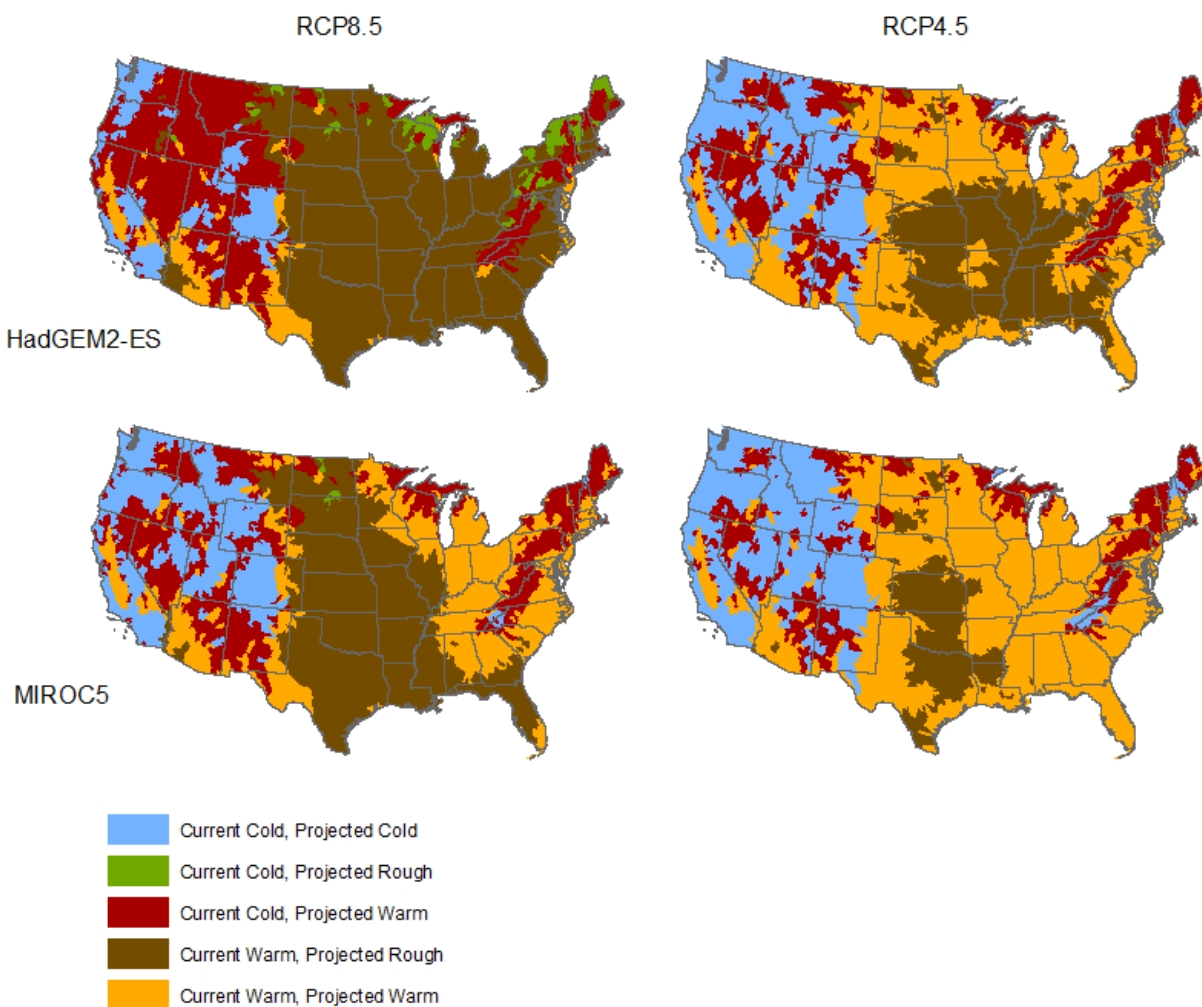 RCP8.5
RCP4.5
HadGEM2-ES
MIROC5
Current Cold, Projected Cold
Current Cold, Projected Rough
Current Cold, Projected Warm
Current Warm, Projected Rough
Current Warm, Projected Warm